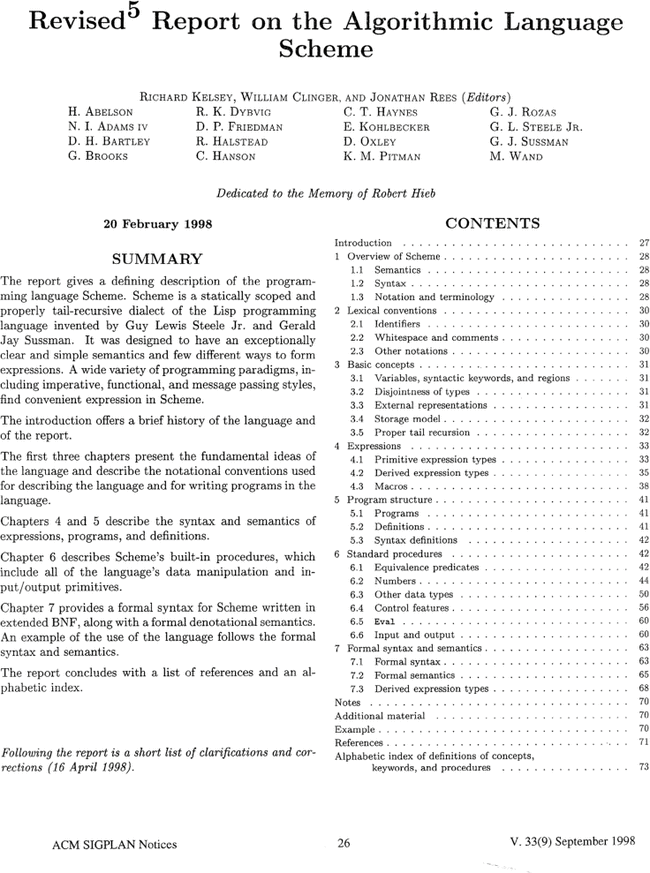 Revised5 Report on the Algorithmic Language
Scheme
RICHARD KELSEY, WILLIAM CLINGER, AND JONATHAN REES (Editors)
H. ABELSON R. K. DYBVIG C. T. HAYNES G. J. ROZAS
N. I. ADAMS IV D. P. FRIEDMAN E. KOHLBECKER G. L. STEELE JR.
D. H. BARTLEY R. HALSTEAD D. OXLEY G. J. SUSSMAN
G. BROOKS C. HANSON K. M. PITMAN M. WAND
Dedicated to the Memory of Robert Hieb
20 February 1998
SUMMARY
The report gives a defining description of the program-
ming language Scheme. Scheme is a statically scoped and
properly tail-recursive dialect of the Lisp programming
language invented by Guy Lewis Steele Jr. and Gerald
Jay Sussman. It was designed to have an exceptionally
clear and simple semantics and few different ways to form
expressions. A wide variety of programming paradigms, in-
cluding imperative, functional, and message passing styles,
find convenient expression in Scheme.
The introduction offers a brief history of the language and
of the report.
The first three chapters present the fundamental ideas of
the language and describe the notational conventions used
for describing the language and for writing programs in the
language.
Chapters 4 and 5 describe the syntax and semantics of
expressions, programs, and definitions.
Chapter 6 describes Scheme's built-in procedures, which
include all of the language's data manipulation and in-
put/output primitives.
Chapter 7 provides a formal syntax for Scheme written in
extended BNF, along with a formal denotational semantics.
An example of the use of the language follows the formal
syntax and semantics.
The report concludes with a list of references and an al-
phabetic index.
Following the report is a short list of clarifications and cor-
rections (16 April 1998).
CONTENTS
Introduction . . . . . . . . . . 27
1 Overview of Scheme . . . . . . . . . . 28
1.1 Semantics . . . . . . . . . . 28
1.2 Syntax . . . . . . . . . . 28
1.3 Notation and terminology . . . . . . . . . . 28
2 Lexical conventions . . . . . . . . . . 30
2.1 Identifiers . . . . . . . . . . 30
2.2 Whitespace and comments . . . . . . . . . . 30
2.3 Other notations . . . . . . . . . . 30
3 Basic concepts . . . . . . . . . . 31
3.1 Variables, syntactic keywords, and regions . . . . . . . 31
3.2 Disjointness of types . . . . . . . . . . 31
3.3 External representations . . . . . . . . . . 31
3.4 Storage model . . . . . . . . . . 32
3.5 Proper tail recursion . . . . . . . . . . 32
4 Expressions . . . . . . . . . . 33
4.1 Primitive expression types . . . . . . . . . . 33
4.2 Derived expression types . . . . . . . . . . 35
4.3 Macros . . . . . . . . . . 38
5 Program structure . . . . . . . . . . 41
5.1 Programs . . . . . . . . . . 41
5.2 Definitions . . . . . . . . . . 41
5.3 Syntax definitions . . . . . . . . . . 42
6 Standard procedures . . . . . . . . . . 42
6.1 Equivalence predicates . . . . . . . . . . 42
6.2 Numbers . . . . . . . . . . 44
6.3 Other data types . . . . . . . . . . 50
6.4 Control features . . . . . . . . . . 56
6.5 Eval . . . . . . . . . . 60
6.6 Input and output . . . . . . . . . . 60
7 Formal syntax and semantics . . . . . . . . . . 63
7.1 Formal syntax . . . . . . . . . . 63
7.2 Formal semantics . . . . . . . . . . 65
7.3 Derived expression types . . . . . . . . . . 68
Notes . . . . . . . . . . 70
Additional material . . . . . . . . . . 70
Example . . . . . . . . . . 70
References . . . . . . . . . . 71
Alphabetic index of definitions of concepts,
keywords, and procedures . . . . . . . . . . 73
ACM SIGPLAN Notices 26 V. 33(9) September 1998